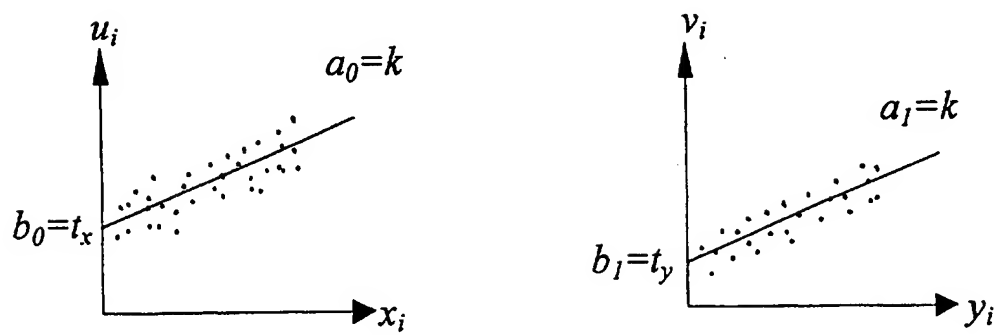 u_i
a_0=k
b_0=t_x
x_i
v_i
a_1=k
b_1=t_y
y_i